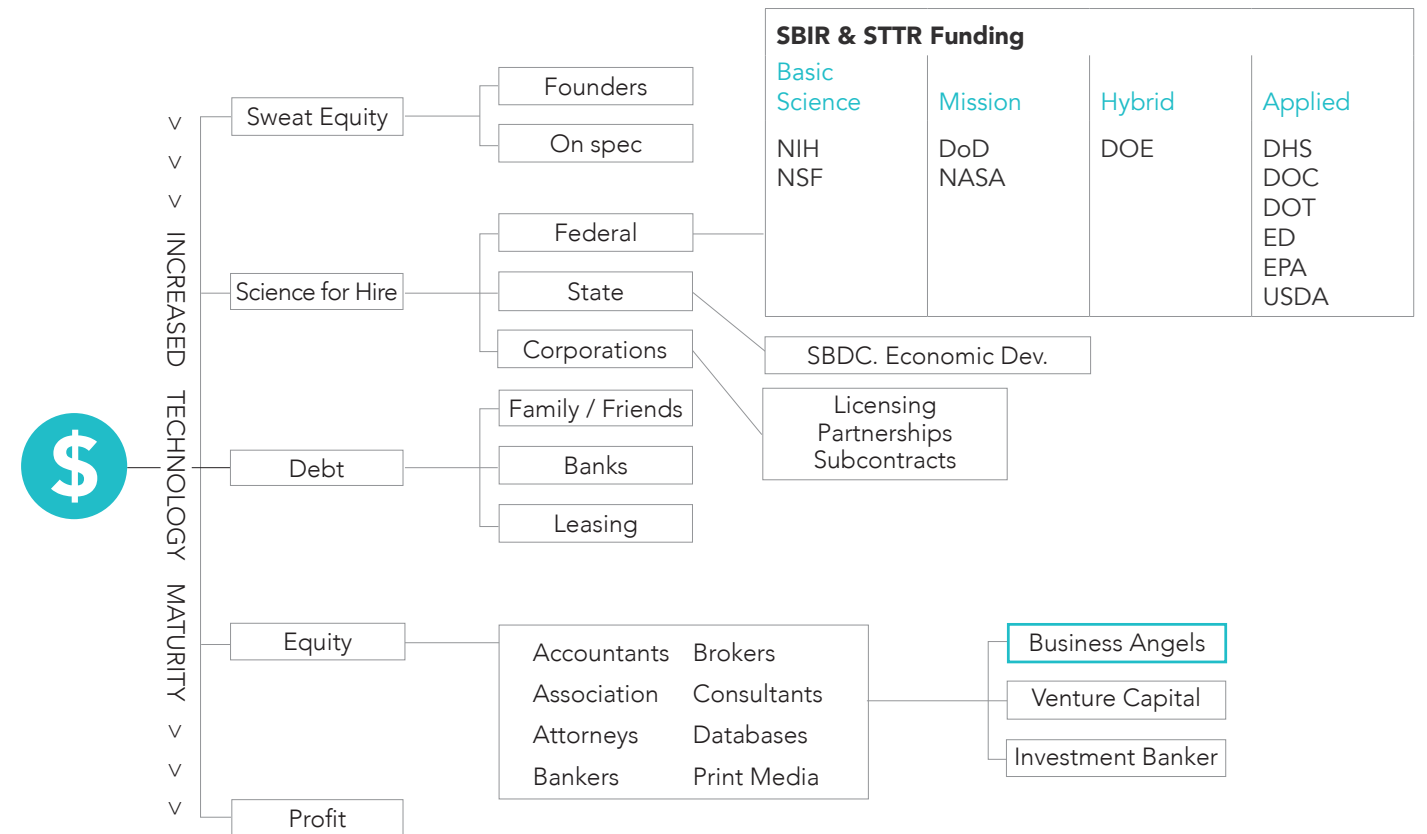 SBIR & STTR Funding
Basic
Science
NIH
NSF
Mission
DoD
NASA
Hybrid
DOE
Applied
DHS
DOC
DOT
ED
EPA
USDA
$
> > > INCREASED TECHNOLOGY MATURITY > > >
Sweat Equity
Founders
On spec
Science for Hire
Federal
State
Corporations
SBDC. Economic Dev.
Licensing
Partnerships
Subcontracts
Debt
Family / Friends
Banks
Leasing
Equity
Accountants
Association
Attorneys
Bankers
Brokers
Consultants
Databases
Print Media
Business Angels
Venture Capital
Investment Banker
Profit